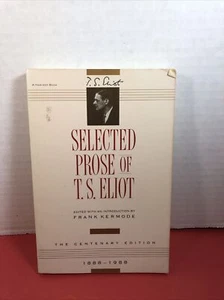 T. S. Eliot
SELECTED
PROSE OF
T. S. ELIOT
EDITED WITH AN INTRODUCTION BY
FRANK KERMODE
THE CENTENARY EDITION
1888–1988